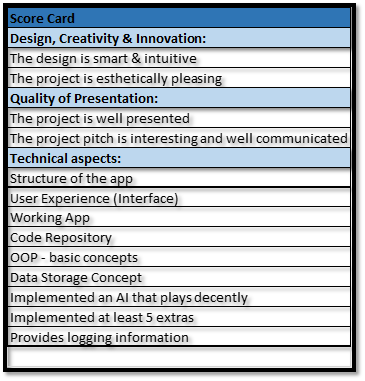 Score Card
Design, Creativity & Innovation:
The design is smart & intuitive
The project is esthetically pleasing
Quality of Presentation:
The project is well presented
The project pitch is interesting and well communicated
Technical aspects:
Structure of the app
User Experience (Interface)
Working App
Code Repository
OOP - basic concepts
Data Storage Concept
Implemented an AI that plays decently
Implemented at least 5 extras
Provides logging information